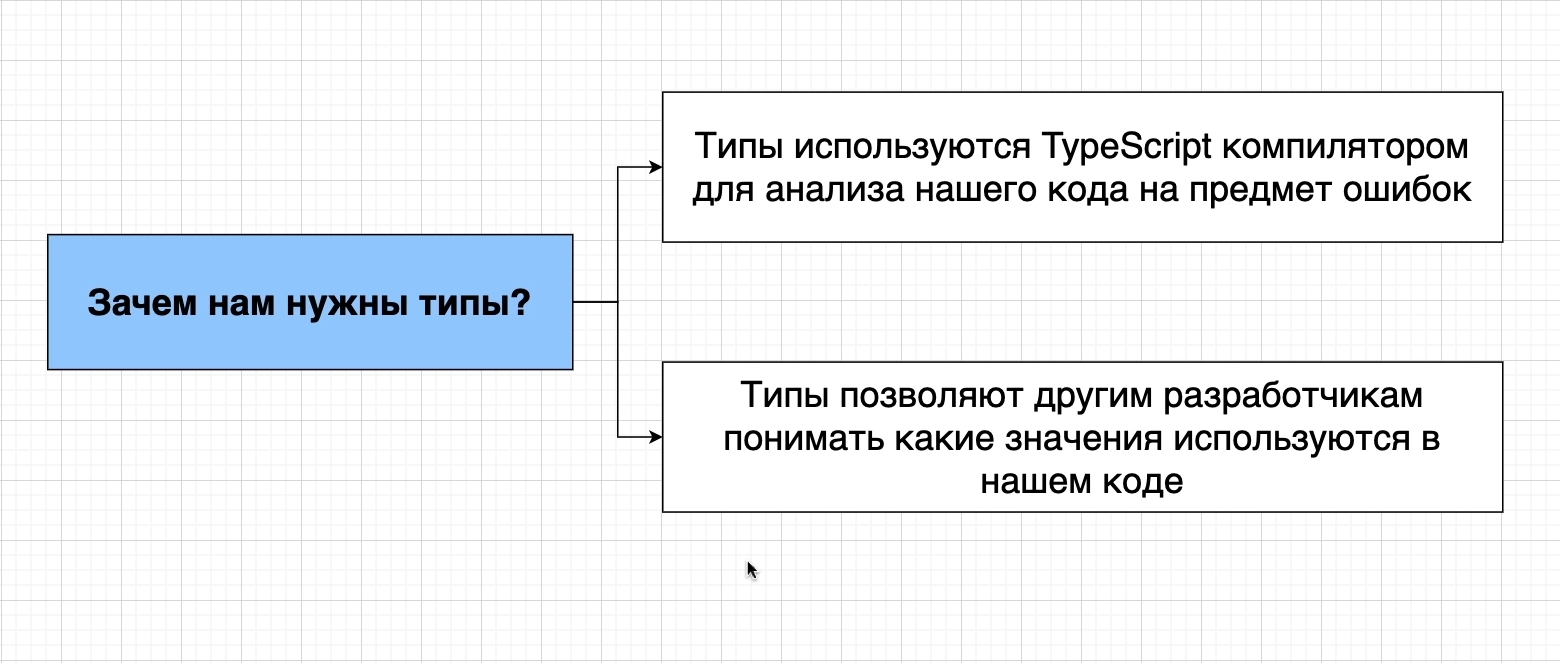 Зачем нам нужны типы?
Типы используются TypeScript компилятором
для анализа нашего кода на предмет ошибок
Типы позволяют другим разработчикам
понимать какие значения используются в
нашем коде